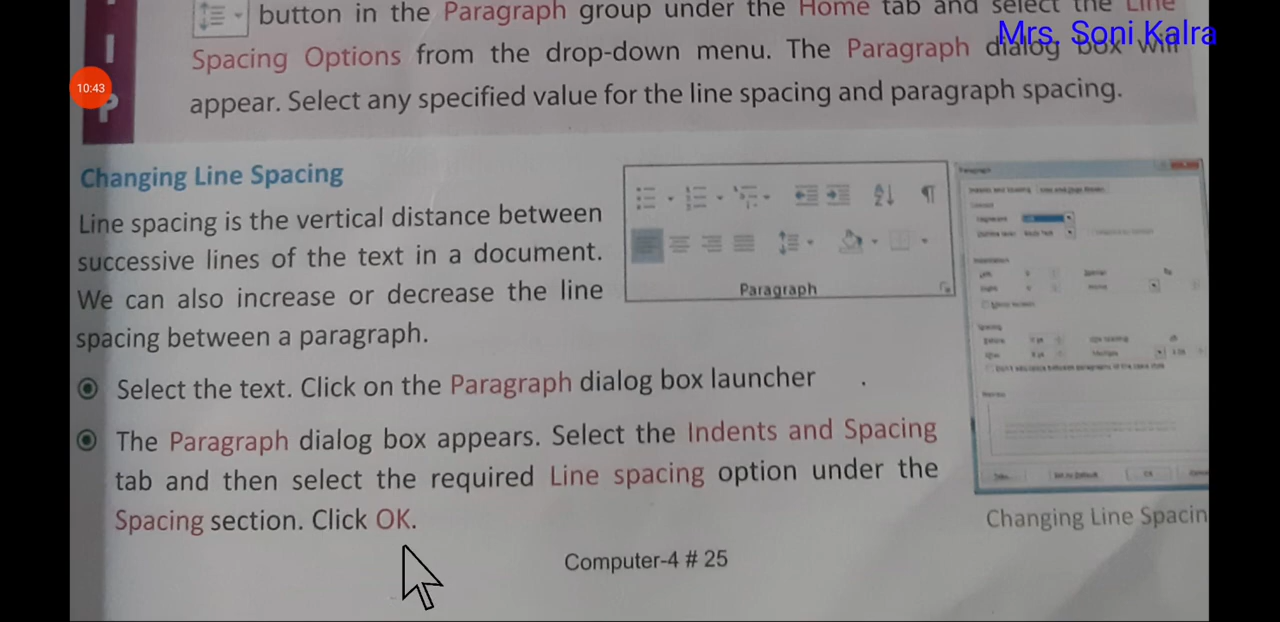 button in the Paragraph group under the Home tab and select the Line
Mrs. Soni Kalra
Spacing Options from the drop-down menu. The Paragraph dialog box will
10:43
I
P
appear. Select any specified value for the line spacing and paragraph spacing.
Changing Line Spacing
Line spacing is the vertical distance between
successive lines of the text in a document.
We can also increase or decrease the line
spacing between a paragraph.
Paragraph
Select the text. Click on the Paragraph dialog box launcher .
The Paragraph dialog box appears. Select the Indents and Spacing
tab and then select the required Line spacing option under the
Spacing section. Click OK.
Changing Line Spacin
Computer-4 # 25